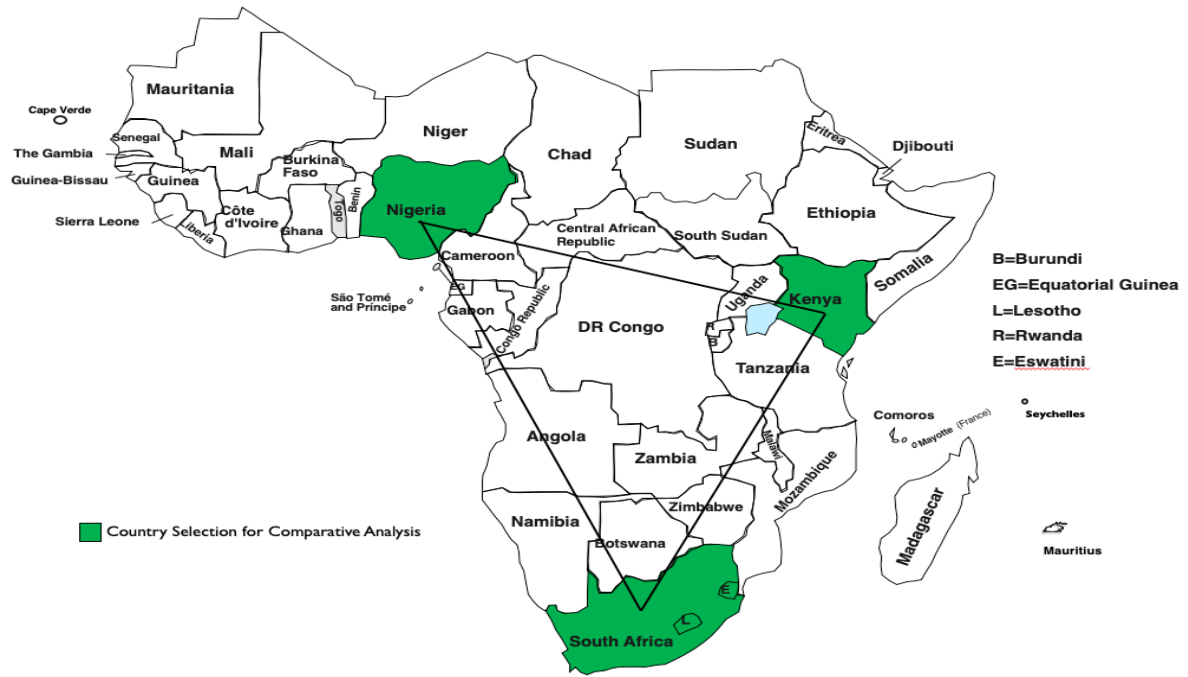 Mauritania
Cape Verde
Niger
Senegal
Sudan
Eritrea
The Gambia
Mali
Chad
Djibouti
Burkina
Faso
Guinea-Bissau
Guinea
Benin
Togo
Nigeria
Côte
d'Ivoire
Ethiopia
Sierra Leone
Liberia
Ghana
Central African
Republic
South Sudan
Cameroon
Somalia
B=Burundi
EG=Equatorial Guinea
L=Lesotho
R=Rwanda
E=Eswatini
EG
Uganda
Kenya
São Tomé
and Príncipe
Gabon
Congo Republic
DR Congo
R
B
Tanzania
Seychelles
Comoros
Mayotte (France)
Angola
Malawi
Zambia
Mozambique
Zimbabwe
Madagascar
Namibia
Country Selection for Comparative Analysis
Botswana
Mauritius
E
L
South Africa